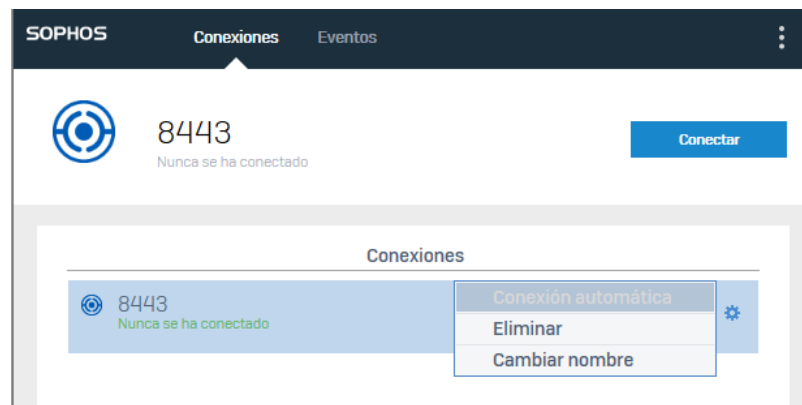 SOPHOS
Conexiones
Eventos
8443
Nunca se ha conectado
Conectar
Conexiones
8443
Nunca se ha conectado
Conexión automática
Eliminar
Cambiar nombre